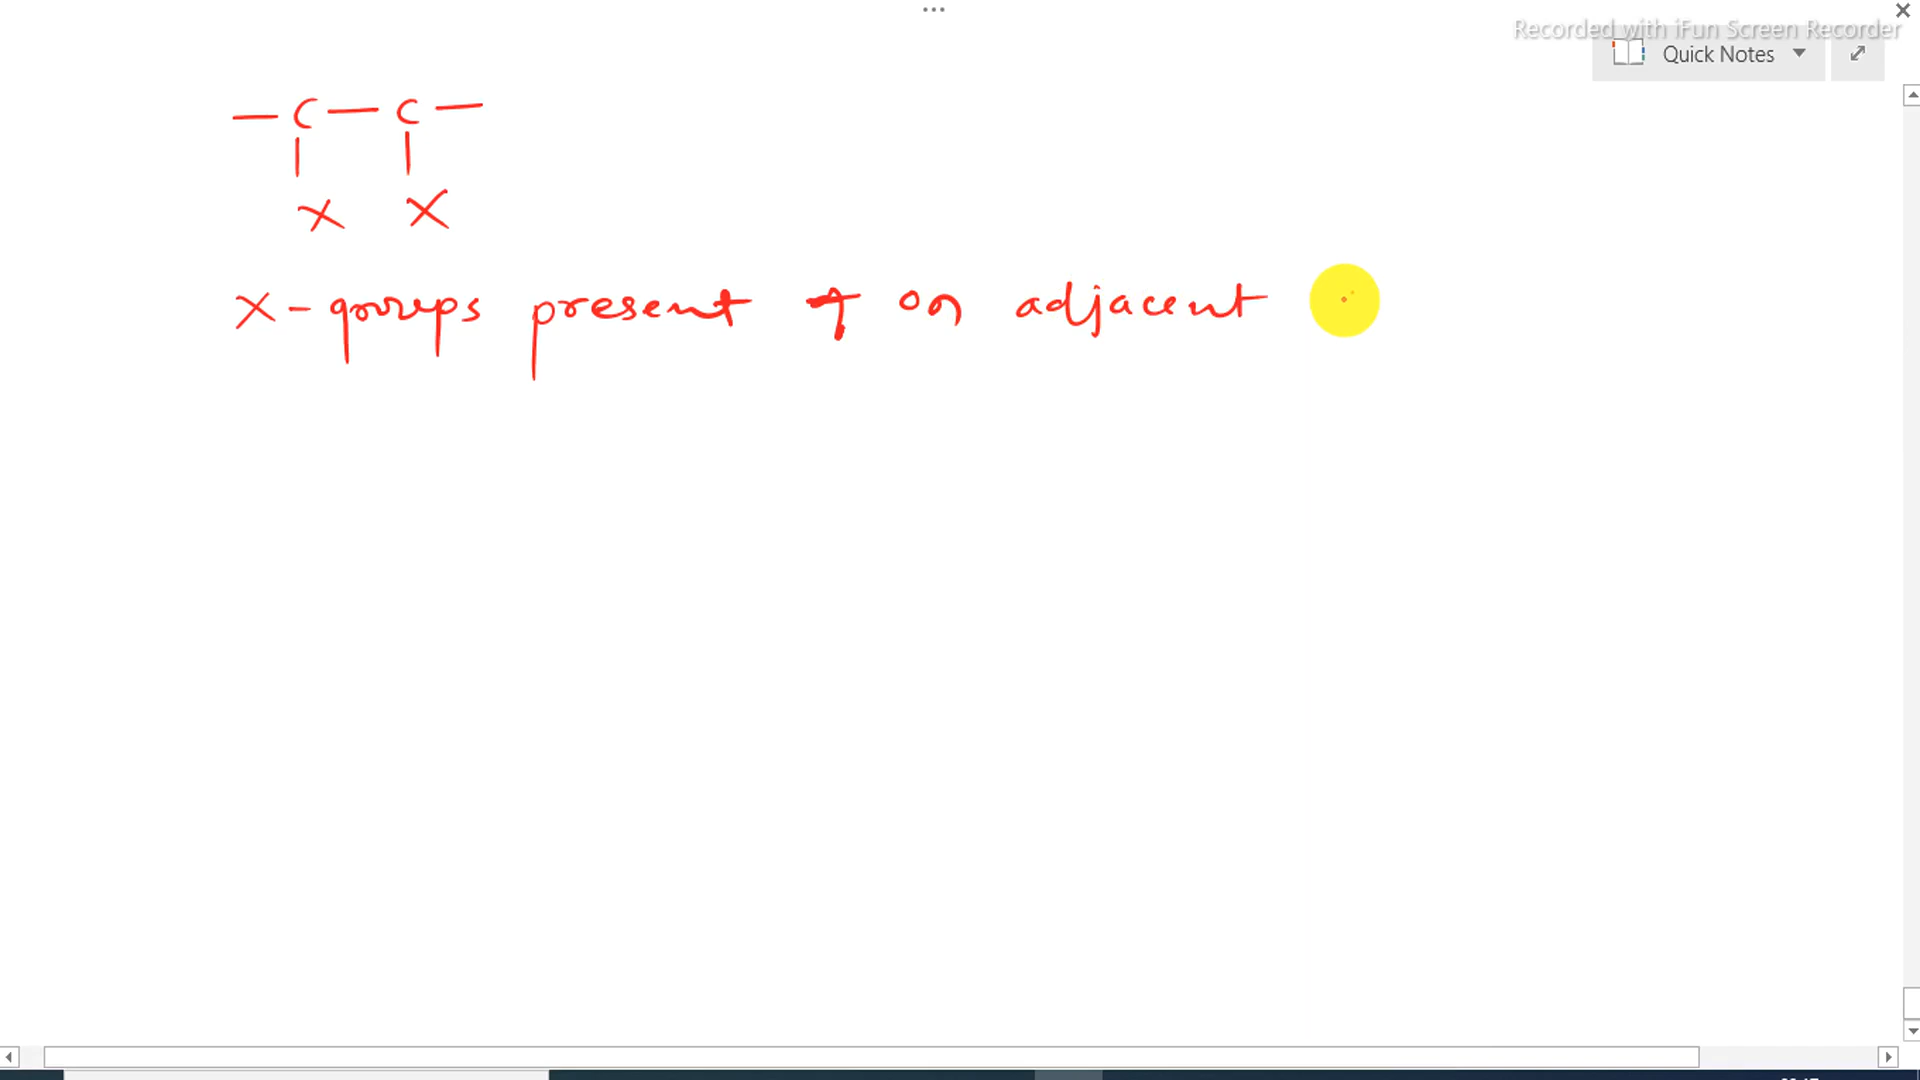 Recorded with iFun Screen Recorder
Quick Notes
— C — C —
X X
X - groups present on adjacent